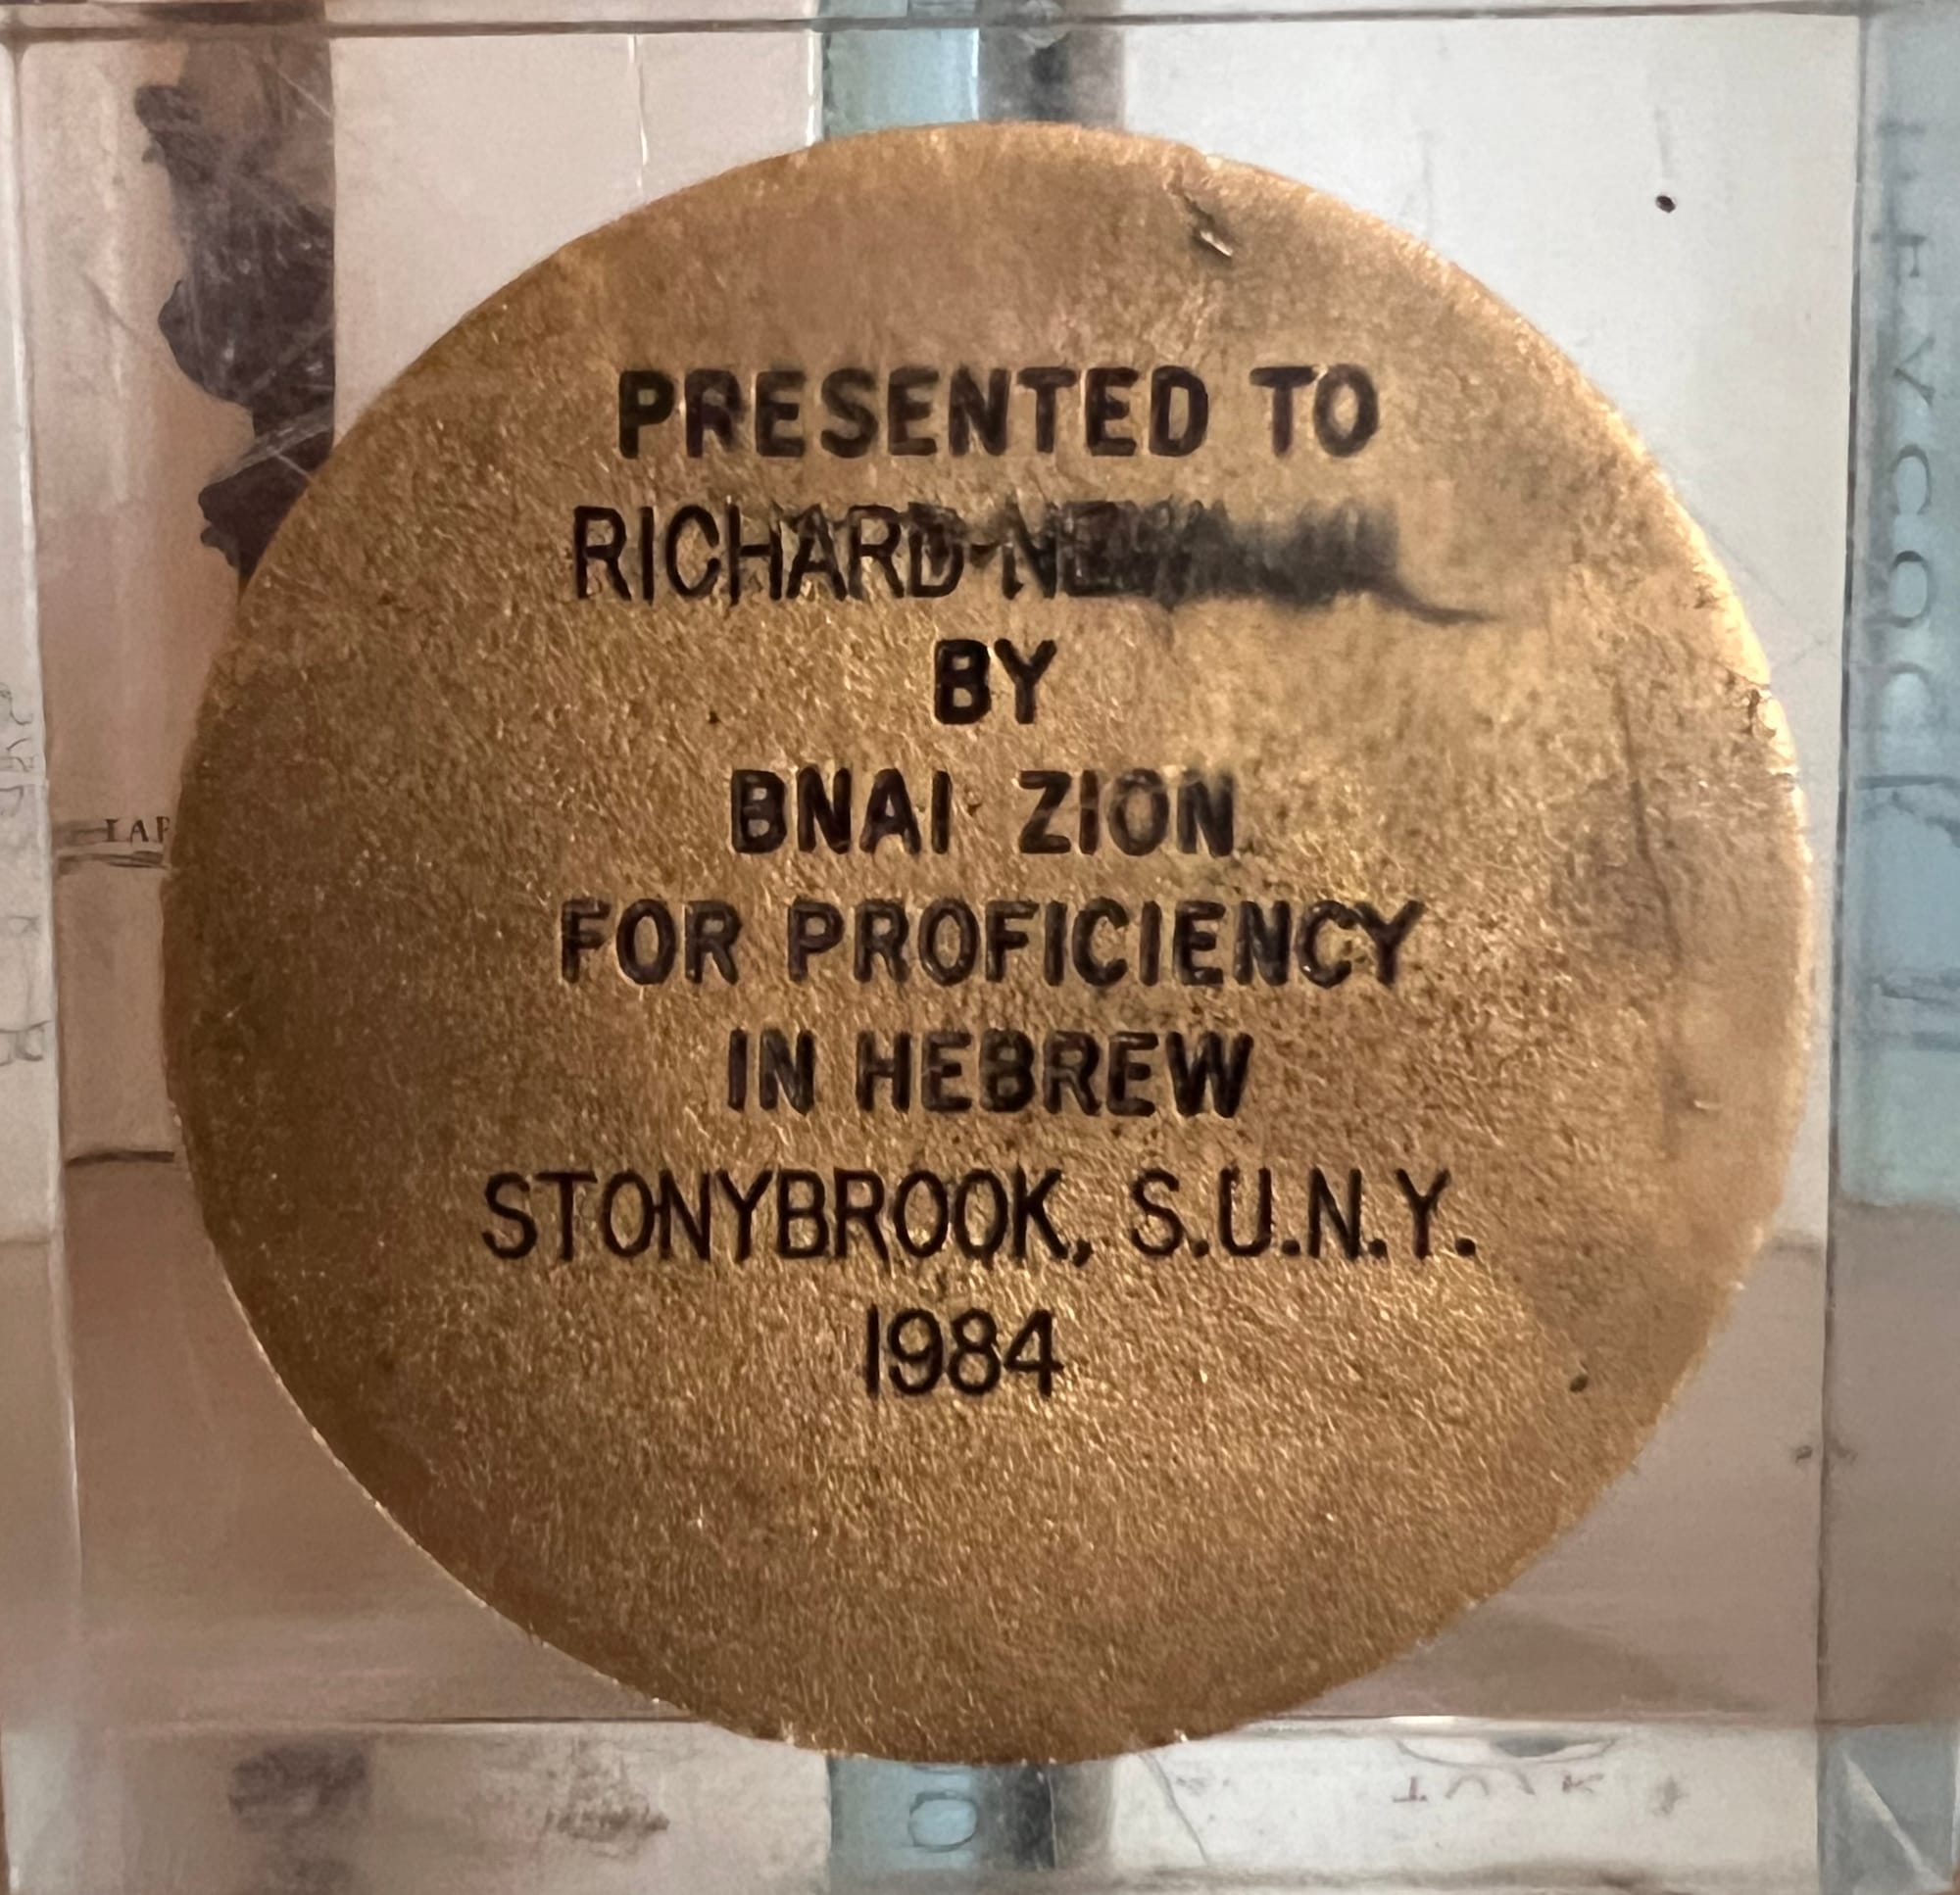 PRESENTED TO
RICHARD
BY
BNAI ZION
FOR PROFICIENCY
IN HEBREW
STONYBROOK, S.U.N.Y.
1984